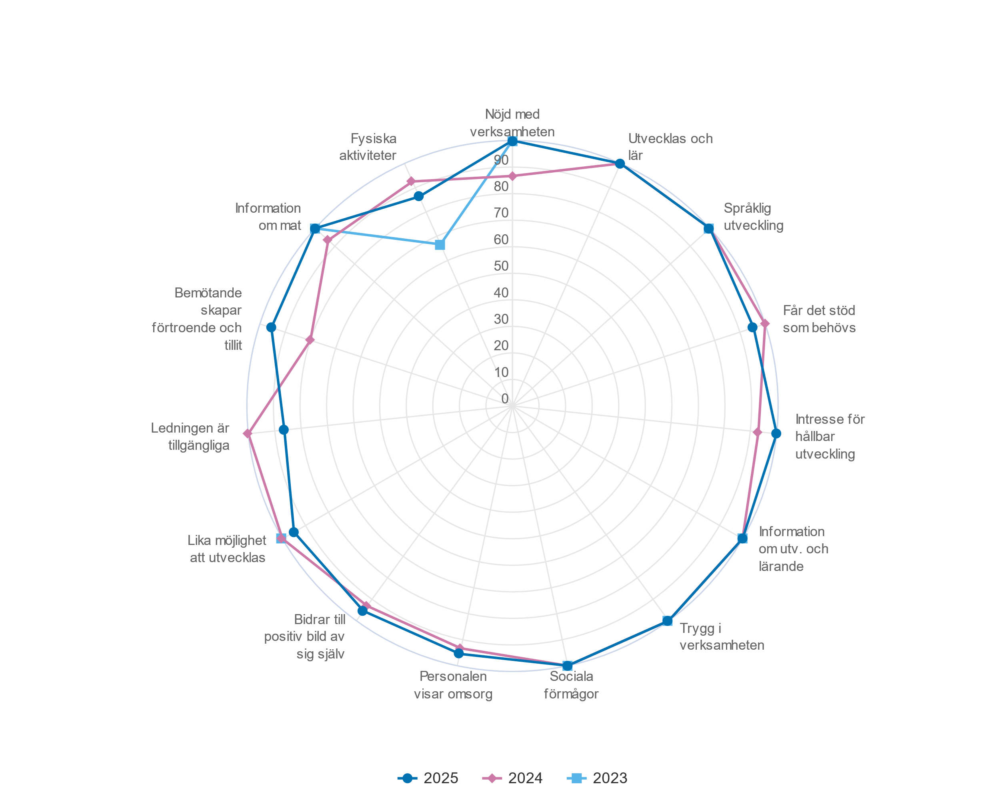 Nöjd med
verksamheten
Utvecklas och
lär
Språklig
utveckling
Får det stöd
som behövs
Intresse för
hållbar
utveckling
Information
om utv. och
lärande
Trygg i
verksamheten
Sociala
förmågor
Personalen
visar omsorg
Bidrar till
positiv bild av
sig själv
Lika möjlighet
att utvecklas
Ledningen är
tillgängliga
Bemötande
skapar
förtroende och
tillit
Information
om mat
Fysiska
aktiviteter
90
80
70
60
50
40
30
20
10
0
2025
2024
2023